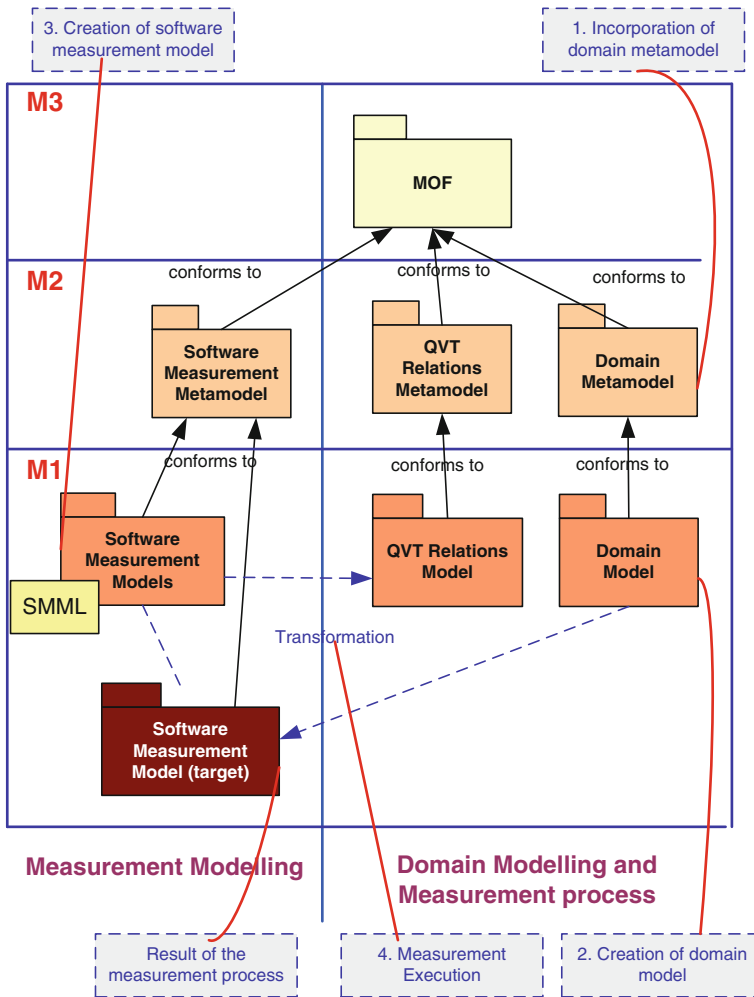 3. Creation of software
measurement model
1. Incorporation of
domain metamodel
M3
MOF
conforms to
conforms to
conforms to
M2
Software
Measurement
Metamodel
QVT
Relations
Metamodel
Domain
Metamodel
M1
conforms to
conforms to
conforms to
Software
Measurement
Models
QVT Relations
Model
Domain
Model
SMML
Transformation
Software
Measurement
Model (target)
Measurement Modelling
Domain Modelling and
Measurement process
Result of the
measurement process
4. Measurement
Execution
2. Creation of domain
model